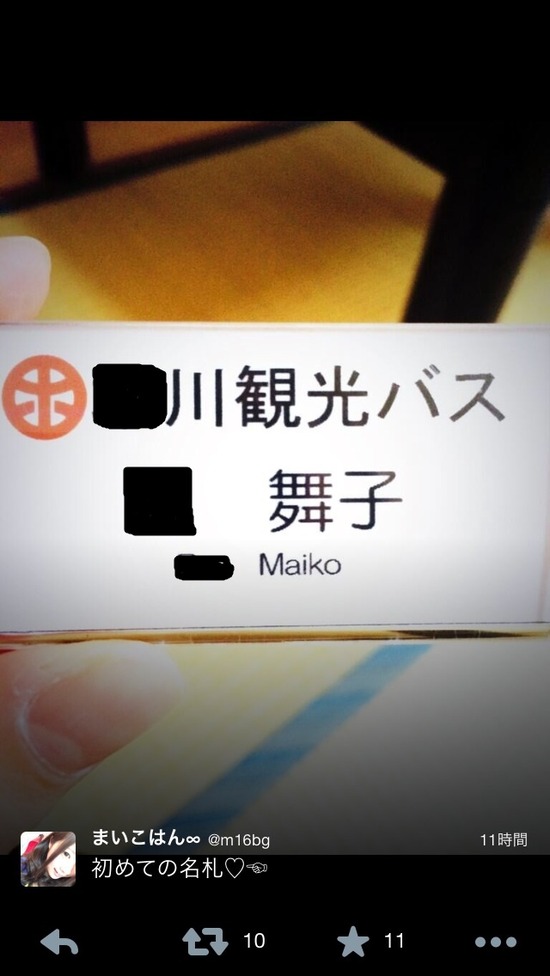 川観光バス
舞子
Maiko
まいこはん∞ @m16bg 11時間
初めての名札♡☜
10 11